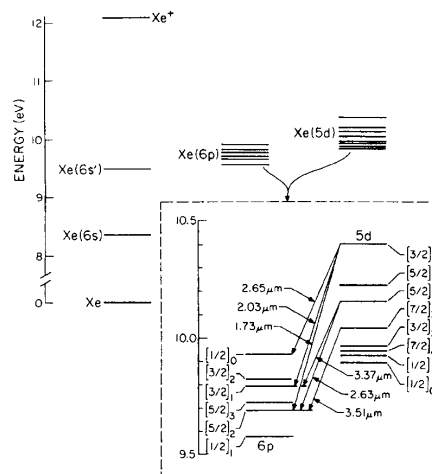 Xe⁺
12
11
10
9
8
0
ENERGY (eV)
Xe(6s')
Xe(6s)
Xe
Xe(6p)
Xe(5d)
10.5
10.0
9.5
5d
6p
2.65μm
2.03μm
1.73μm
3.37μm
2.63μm
3.51μm
[1/2]₀
[3/2]₂
[3/2]₁
[5/2]₃
[5/2]₂
[1/2]₁
[3/2]
[5/2]
[5/2]
[7/2]
[3/2]
[7/2]
[1/2]
[1/2]